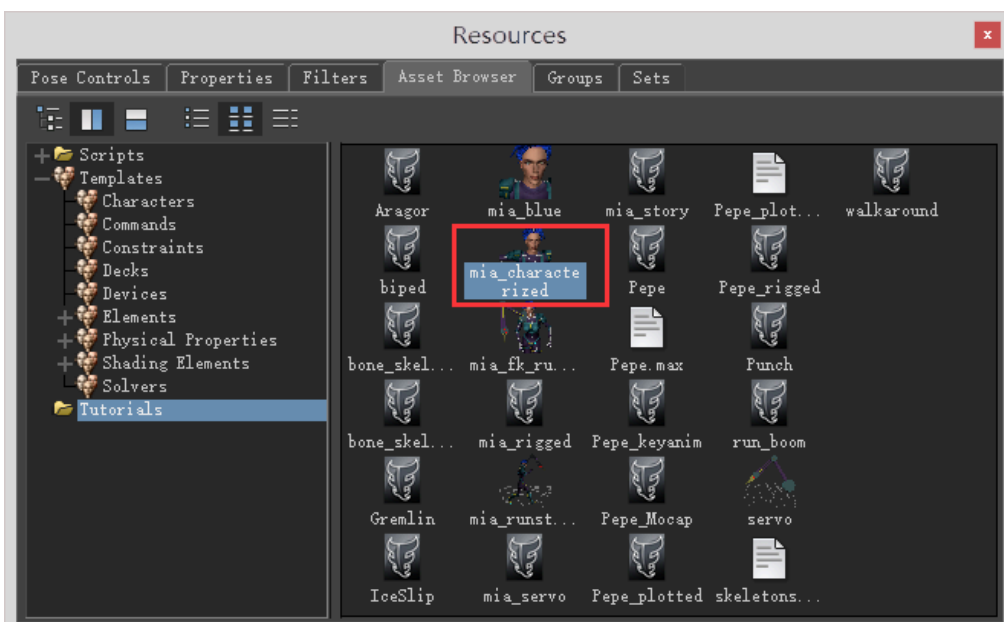 Resources
x
Pose Controls Properties Filters Asset Browser Groups Sets
Scripts
Templates
Characters
Commands
Constraints
Decks
Devices
Elements
Physical Properties
Shading Elements
Solvers
Tutorials
Aragor mia_blue mia_story Pepe_plot... walkaround
biped mia_characte Pepe Pepe_rigged
rized
bone_skel... mia_fk_ru... Pepe.max Punch
bone_skel... mia_rigged Pepe_keyanim run_boom
Gremlin mia_runst... Pepe_Mocap servo
IceSlip mia_servo Pepe_plotted skeletons...